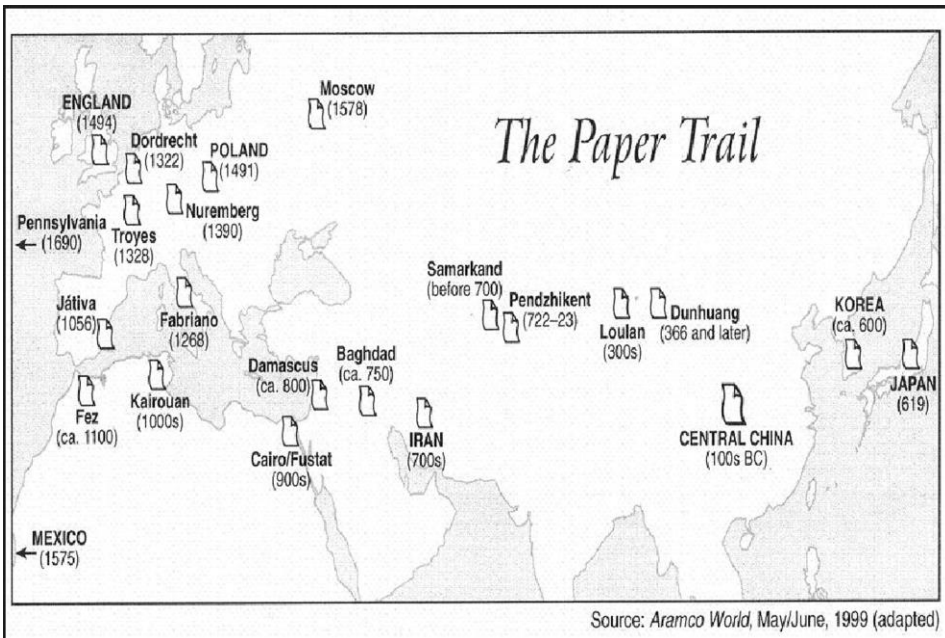 The Paper Trail
ENGLAND
(1494)
Dordrecht
(1322)
POLAND
(1491)
Moscow
(1578)
Nuremberg
(1390)
Troyes
(1328)
Pennsylvania
(1690)
Játiva
(1056)
Fabriano
(1268)
Samarkand
(before 700)
Pendzhikent
(722–23)
Loulan
(300s)
Dunhuang
(366 and later)
KOREA
(ca. 600)
JAPAN
(619)
Fez
(ca. 1100)
Kairouan
(1000s)
Damascus
(ca. 800)
Baghdad
(ca. 750)
Cairo/Fustat
(900s)
IRAN
(700s)
CENTRAL CHINA
(100s BC)
MEXICO
(1575)
Source: Aramco World, May/June, 1999 (adapted)